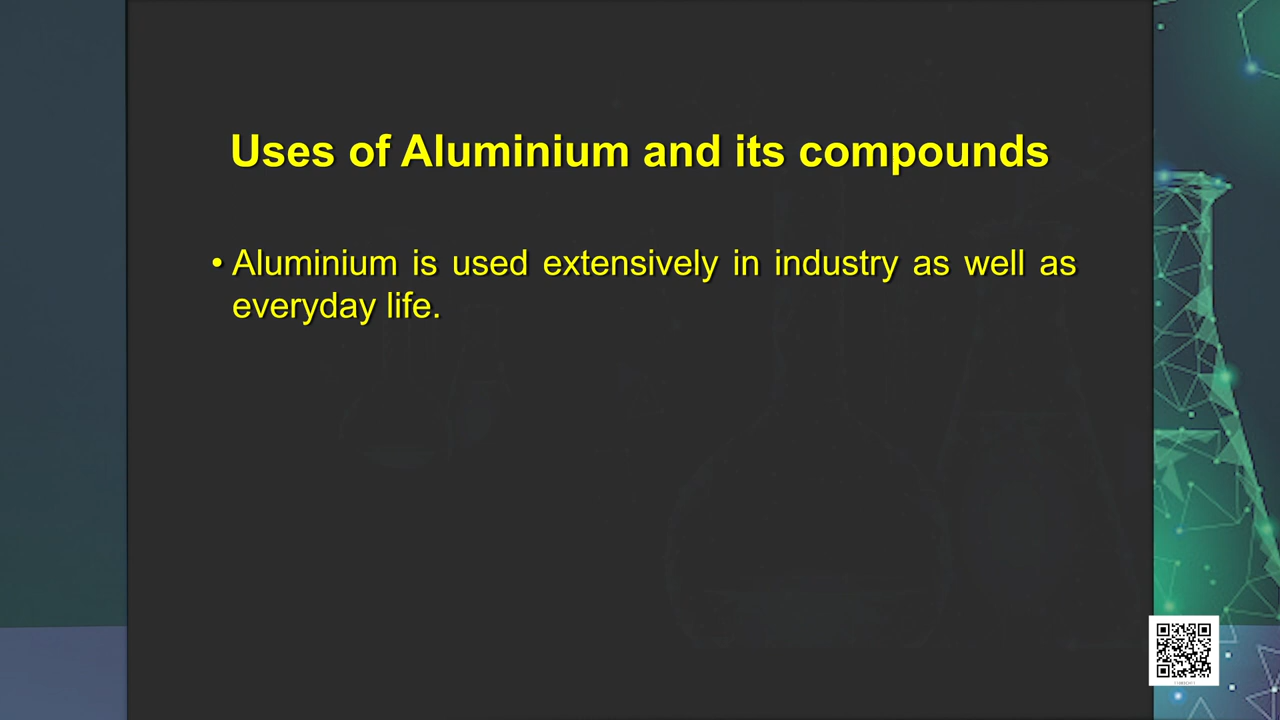 Uses of Aluminium and its compounds
• Aluminium is used extensively in industry as well as
everyday life.